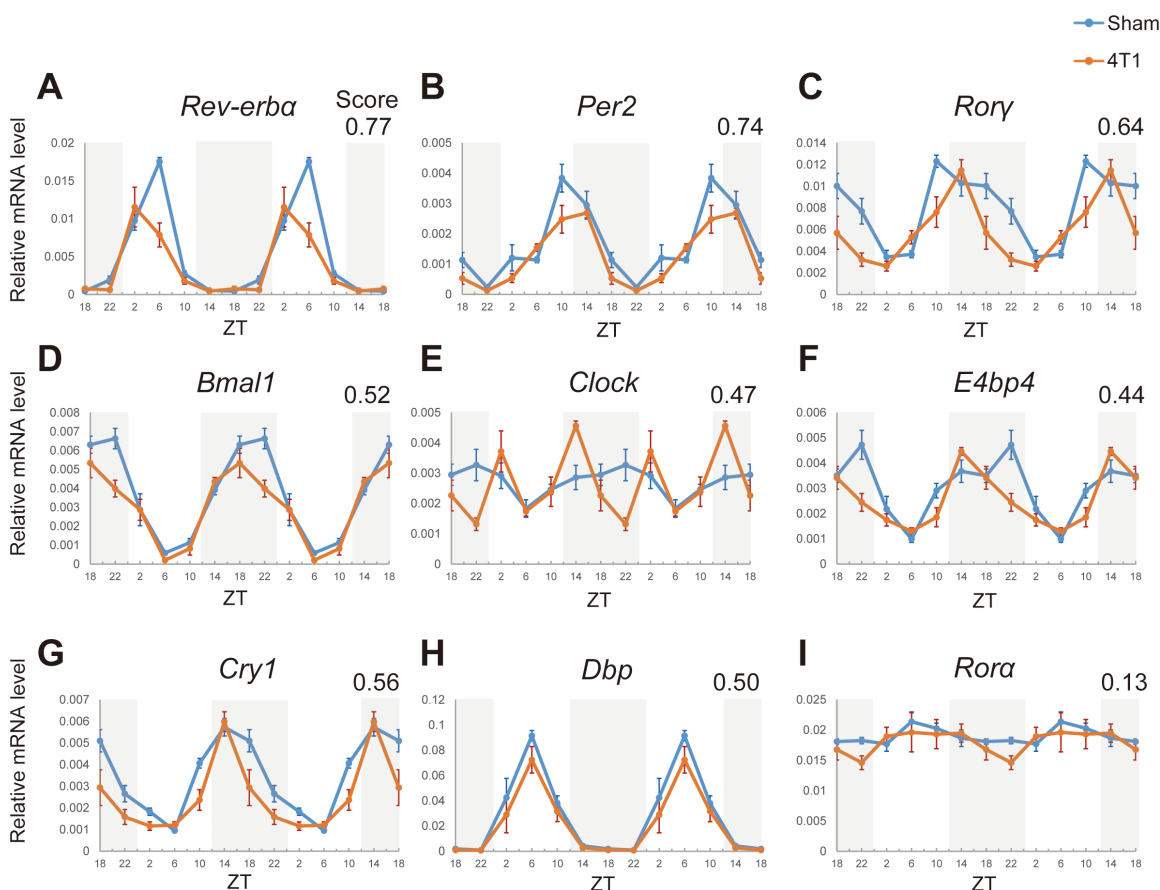 Sham
4T1
A
Rev-erbα
Score
0.77
Relative mRNA level
0.02
0.015
0.01
0.005
0
18 22 2 6 10 14 18 22 2 6 10 14 18
ZT
B
Per2
0.74
0.005
0.004
0.003
0.002
0.001
0
18 22 2 6 10 14 18 22 2 6 10 14 18
ZT
C
Rorγ
0.64
0.014
0.012
0.010
0.008
0.006
0.004
0.002
0
18 22 2 6 10 14 18 22 2 6 10 14 18
ZT
D
Bmal1
0.52
Relative mRNA level
0.008
0.007
0.006
0.005
0.004
0.003
0.002
0.001
0
18 22 2 6 10 14 18 22 2 6 10 14 18
ZT
E
Clock
0.47
0.005
0.004
0.003
0.002
0.001
0
18 22 2 6 10 14 18 22 2 6 10 14 18
ZT
F
E4bp4
0.44
0.006
0.005
0.004
0.003
0.002
0.001
0
18 22 2 6 10 14 18 22 2 6 10 14 18
ZT
G
Cry1
0.56
Relative mRNA level
0.007
0.006
0.005
0.004
0.003
0.002
0.001
18 22 2 6 10 14 18 22 2 6 10 14 18
ZT
H
Dbp
0.50
0.12
0.1
0.08
0.06
0.04
0.02
0
18 22 2 6 10 14 18 22 2 6 10 14 18
ZT
I
Rorα
0.13
0.025
0.02
0.015
0.01
0.005
0
18 22 2 6 10 14 18 22 2 6 10 14 18
ZT